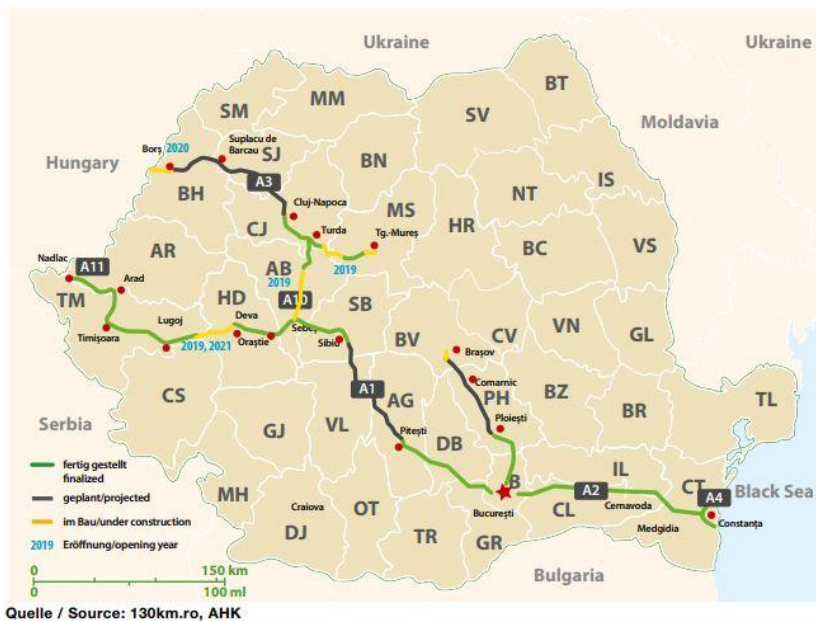 Ukraine
Ukraine
BT
MM
SM
SV
Moldavia
Suplacu de
Barcau
Borș 2020
SJ
Hungary
BN
IS
A3
BH
NT
Cluj-Napoca
MS
HR
CJ
Turda
Tg.-Mureș
VS
BC
AR
Nadlac
A11
AB
2019
2019
Arad
TM
HD
A10
SB
Lugoj
Deva
Sebeș
BV
CV
VN
GL
Timișoara
2019, 2021
Oraștie
Sibiu
Brașov
Comarnic
CS
A1
AG
PH
BZ
BR
TL
Serbia
GJ
VL
Ploiești
Pitești
DB
fertig gestellt
finalized
IL
geplant/projected
MH
B
A2
CT
A4
Black Sea
OT
București
Cernavoda
im Bau/under construction
Craiova
CL
Constanța
2019 Eröffnung/opening year
DJ
TR
GR
Medgidia
0 150 km
0 100 ml
Bulgaria
Quelle / Source: 130km.ro, AHK